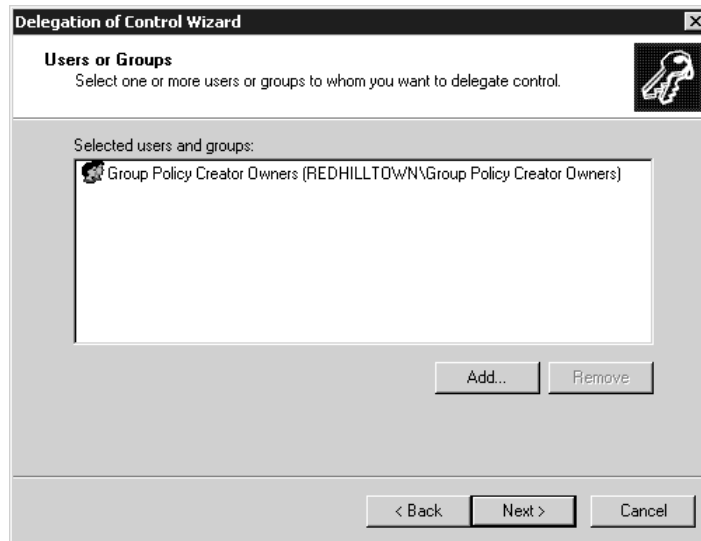 Delegation of Control Wizard
Users or Groups
Select one or more users or groups to whom you want to delegate control.
Selected users and groups:
Group Policy Creator Owners (REDHILLTOWN\Group Policy Creator Owners)
Add...
Remove
< Back
Next >
Cancel